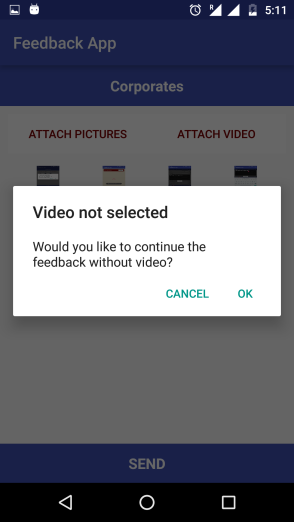 R 5:11
Feedback App
Corporates
ATTACH PICTURES ATTACH VIDEO
Video not selected
Would you like to continue the
feedback without video?
CANCEL OK
SEND